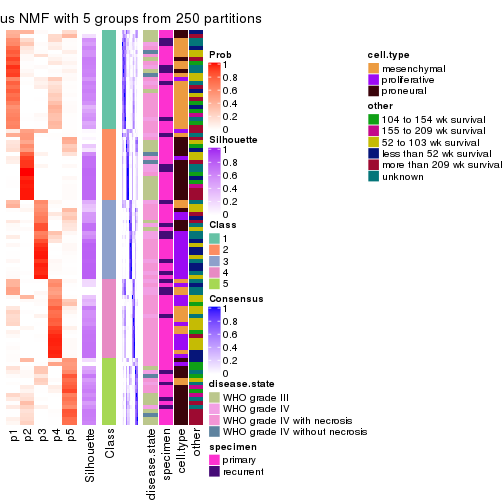 us NMF with 5 groups from 250 partitions
Prob
1
0.8
0.6
0.4
0.2
0
Silhouette
1
0.8
0.6
0.4
0.2
0
Class
1
2
3
4
5
Consensus
1
0.8
0.6
0.4
0.2
0
disease.state
WHO grade III
WHO grade IV
WHO grade IV with necrosis
WHO grade IV without necrosis
specimen
primary
recurrent
cell.type
mesenchymal
proliferative
proneural
other
104 to 154 wk survival
155 to 209 wk survival
52 to 103 wk survival
less than 52 wk survival
more than 209 wk survival
unknown
p1
p2
p3
p4
p5
Silhouette
Class
disease.state
specimen
cell.type
other